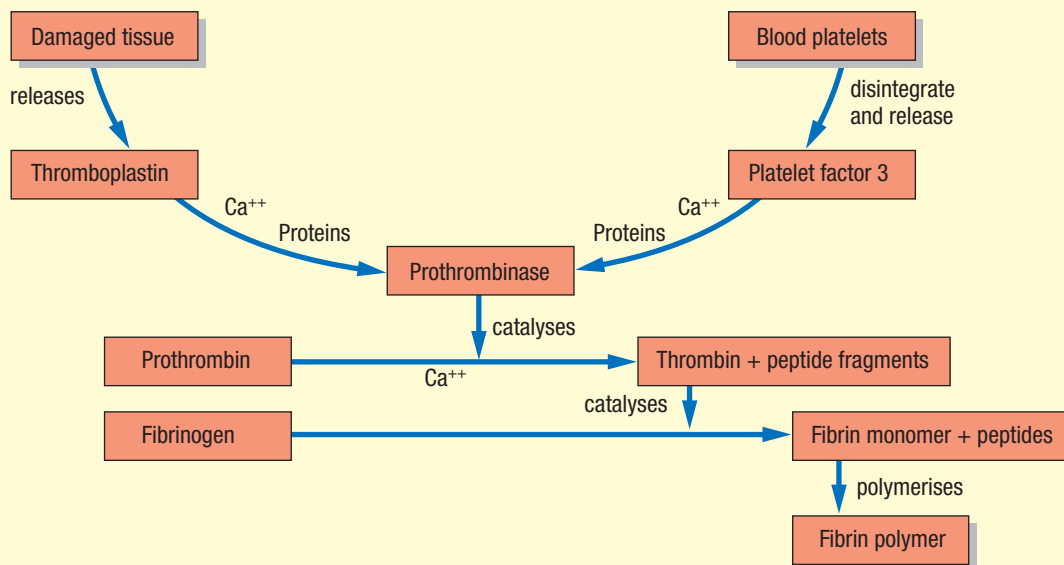 Damaged tissue
Blood platelets
releases
disintegrate
and release
Thromboplastin
Platelet factor 3
Ca⁺⁺
Ca⁺⁺
Proteins
Proteins
Prothrombinase
catalyses
Prothrombin
Thrombin + peptide fragments
Ca⁺⁺
catalyses
Fibrinogen
Fibrin monomer + peptides
polymerises
Fibrin polymer